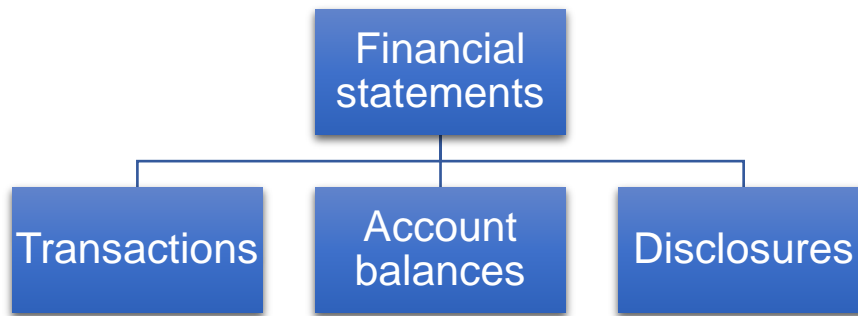 Financial
statements
Transactions
Account
balances
Disclosures